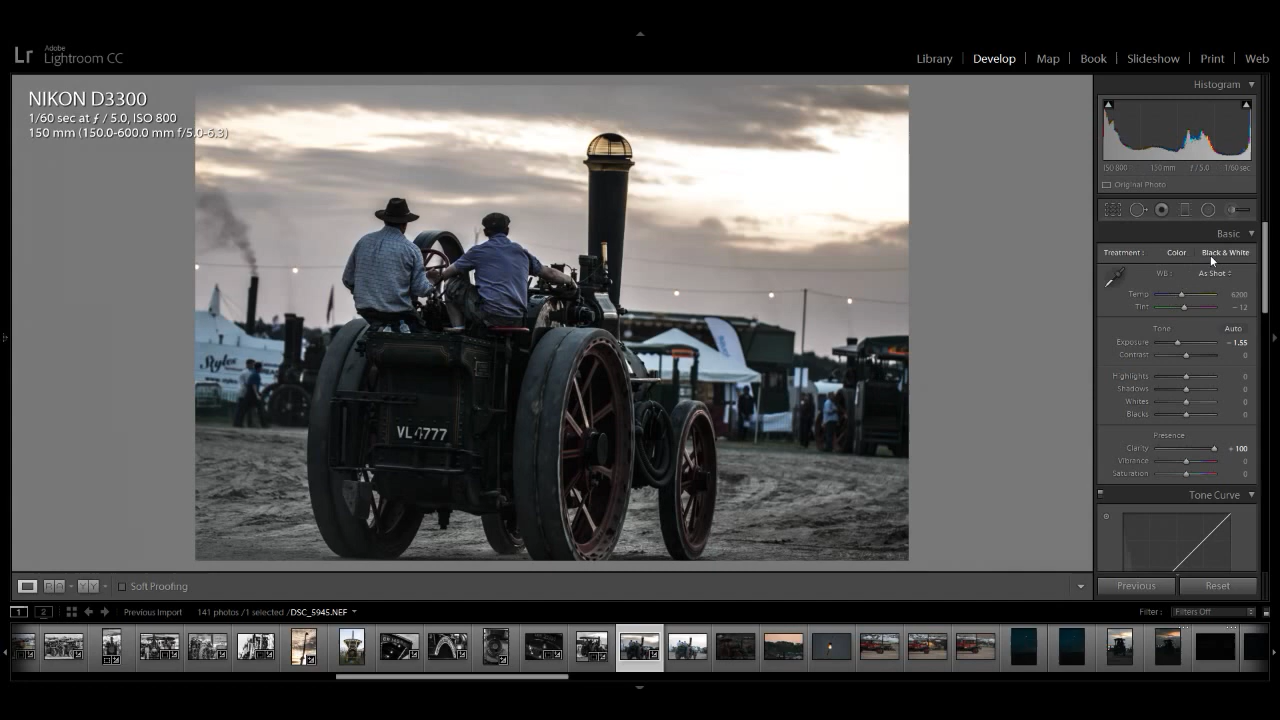 Lr Adobe Lightroom CC
Library | Develop | Map | Book | Slideshow | Print | Web
NIKON D3300
1/60 sec at ƒ / 5.0, ISO 800
150 mm (150.0-600.0 mm f/5.0-6.3)
Styles
VL 4777
Histogram
ISO 800 150 mm ƒ / 5.0 1/60 sec
Original Photo
Basic
Treatment : Color Black & White
WB : As Shot
Temp 6200
Tint − 12
Tone Auto
Exposure − 1.55
Contrast 0
Highlights 0
Shadows 0
Whites 0
Blacks 0
Presence
Clarity + 100
Vibrance 0
Saturation 0
Tone Curve
Previous Reset
Soft Proofing
1 2 Previous Import 141 photos / 1 selected / DSC_5945.NEF
Filter : Filters Off